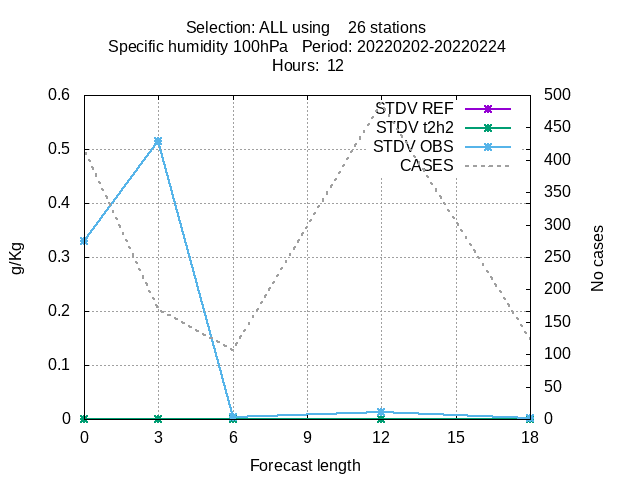 Selection: ALL using    26 stations
Specific humidity 100hPa   Period: 20220202-20220224
Hours:  12
0.6
0.5
0.4
0.3
0.2
0.1
0
g/Kg
STDV REF
STDV t2h2
STDV OBS
CASES
500
450
400
350
300
250
200
150
100
50
0
No cases
0 3 6 9 12 15 18
Forecast length